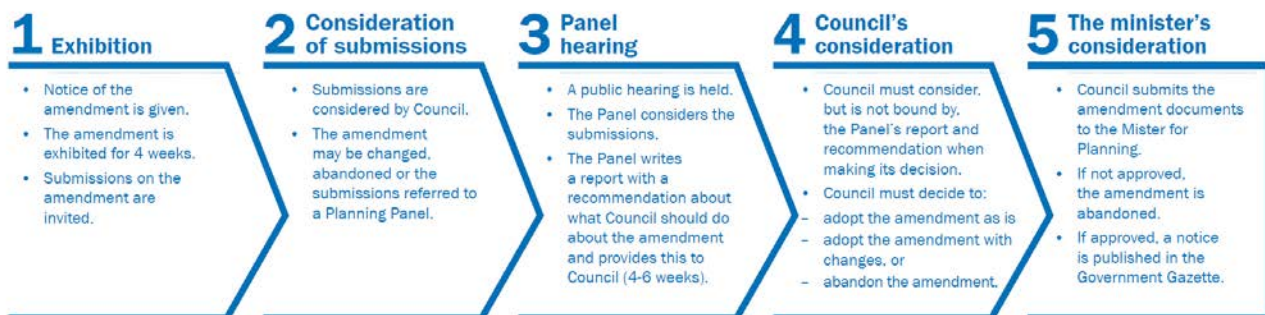 1 Exhibition
• Notice of the
amendment is given.
• The amendment is
exhibited for 4 weeks.
• Submissions on the
amendment are
invited.
2 Consideration
of submissions
• Submissions are
considered by Council.
• The amendment
may be changed,
abandoned or the
submissions referred to
a Planning Panel.
3 Panel
hearing
• A public hearing is held.
• The Panel considers the
submissions.
• The Panel writes
a report with a
recommendation about
what Council should do
about the amendment
and provides this to
Council (4-6 weeks).
4 Council's
consideration
• Council must consider,
but is not bound by,
the Panel's report and
recommendation when
making its decision.
• Council must decide to:
– adopt the amendment as is
– adopt the amendment with
changes, or
– abandon the amendment.
5 The minister's
consideration
• Council submits the
amendment documents
to the Mister for
Planning.
• If not approved,
the amendment is
abandoned.
• If approved, a notice
is published in the
Government Gazette.